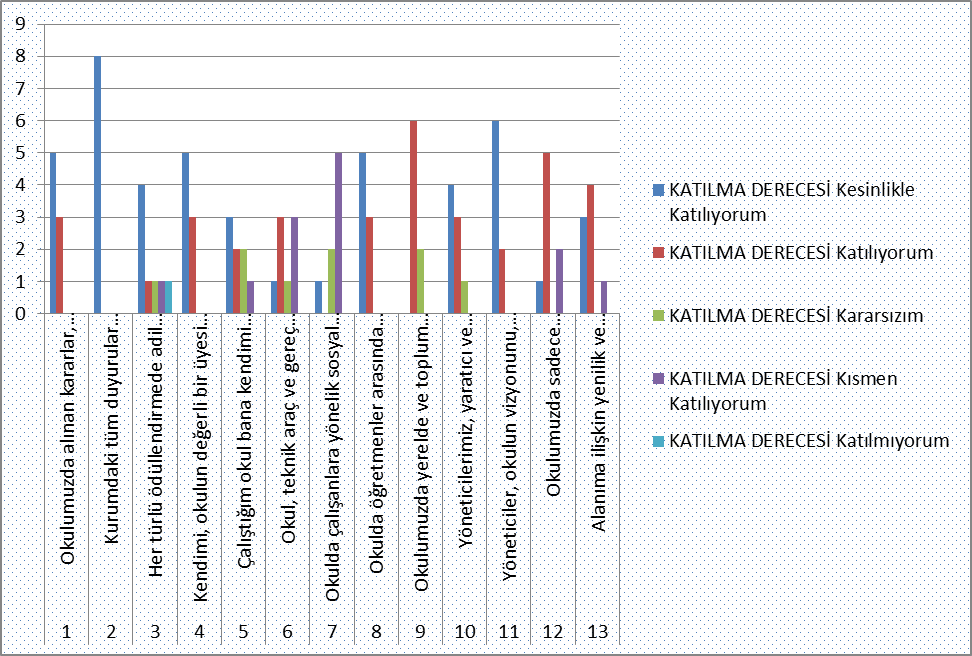 9
8
7
6
5
4
3
2
1
0
Okulumuzda alınan kararlar,…
Kurumdaki tüm duyurular…
Her türlü ödüllendirmede adil…
Kendimi, okulun değerli bir üyesi…
Çalıştığım okul bana kendimi…
Okul, teknik araç ve gereç…
Okulda çalışanlara yönelik sosyal…
Okulda öğretmenler arasında…
Okulumuzda yerelde ve toplum…
Yöneticilerimiz, yaratıcı ve…
Yöneticiler, okulun vizyonunu,…
Okulumuzda sadece…
Alanıma ilişkin yenilik ve…
1 2 3 4 5 6 7 8 9 10 11 12 13
KATILMA DERECESİ Kesinlikle
Katılıyorum
KATILMA DERECESİ Katılıyorum
KATILMA DERECESİ Kararsızım
KATILMA DERECESİ Kısmen
Katılıyorum
KATILMA DERECESİ Katılmıyorum